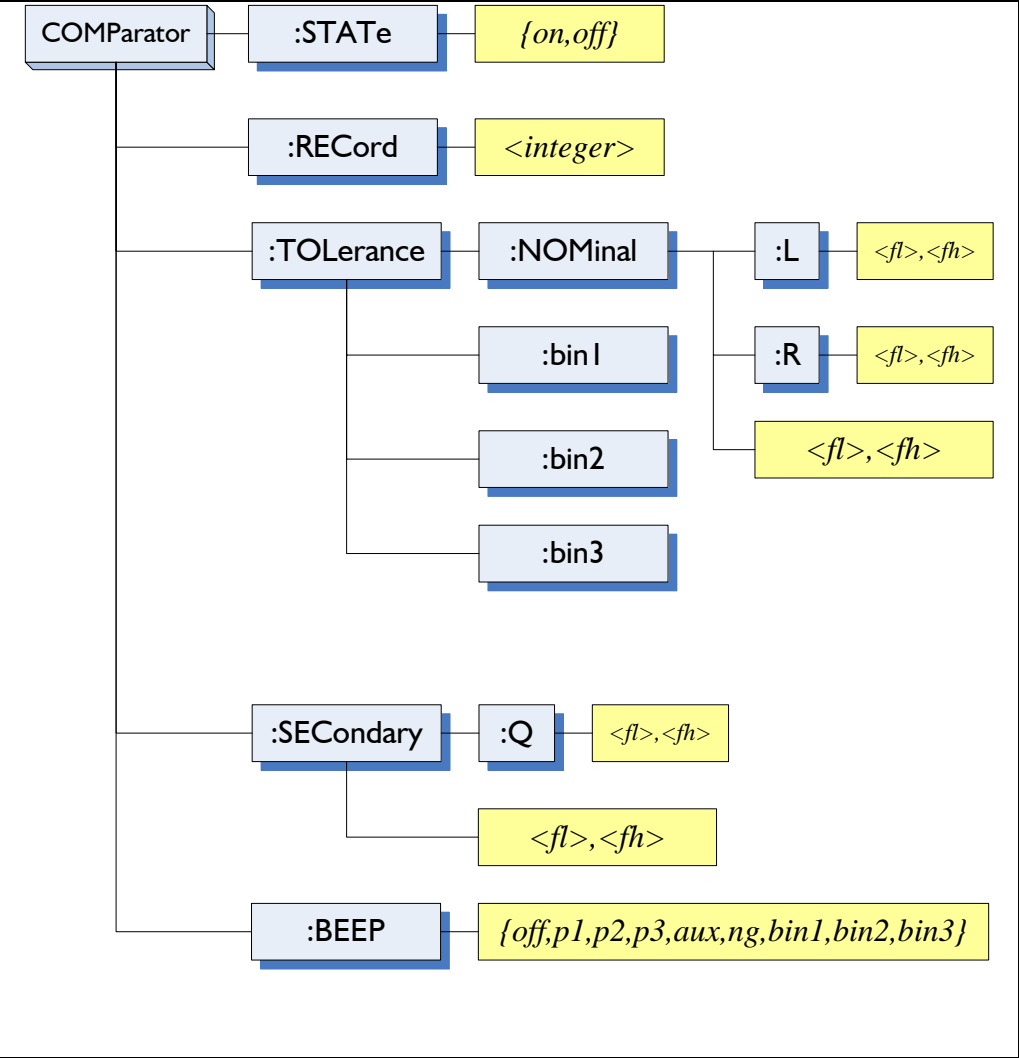 COMParator :STATe {on,off}
:RECord <integer>
:TOLerance :NOMinal :L <fl>,<fh>
:bin1 :R <fl>,<fh>
<fl>,<fh>
:bin2
:bin3
:SECondary :Q <fl>,<fh>
<fl>,<fh>
:BEEP {off,p1,p2,p3,aux,ng,bin1,bin2,bin3}